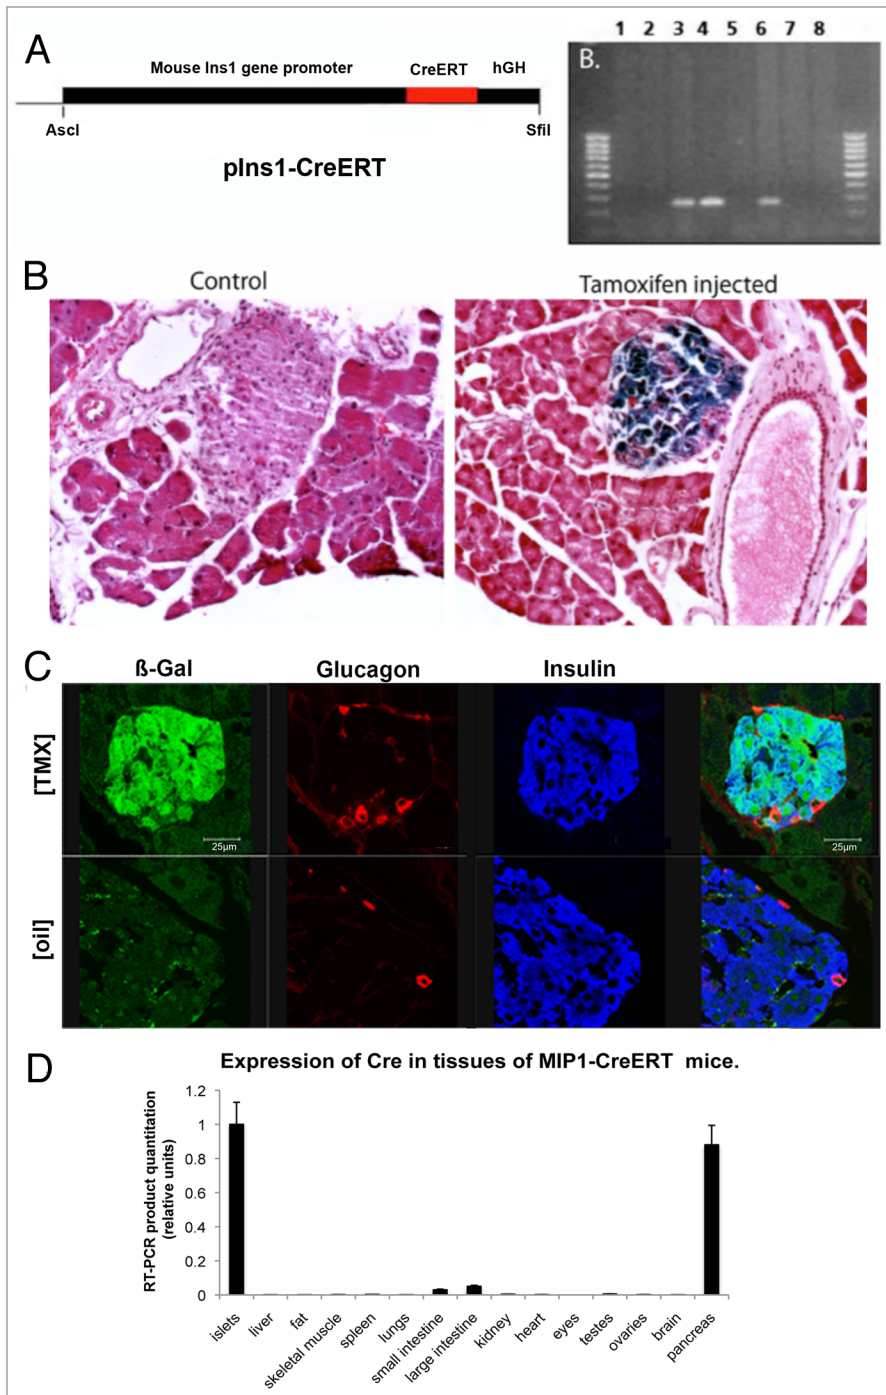 A
Mouse Ins1 gene promoter
CreERT
hGH
AscI
SfiI
pIns1-CreERT
1 2 3 4 5 6 7 8
B.
B
Control
Tamoxifen injected
C
ß-Gal
Glucagon
Insulin
[TMX]
25µm
25µm
[oil]
D
Expression of Cre in tissues of MIP1-CreERT mice.
RT-PCR product quantitation
(relative units)
1.2
1
0.8
0.6
0.4
0.2
0
islets
liver
fat
skeletal muscle
spleen
lungs
small intestine
large intestine
kidney
heart
eyes
testes
ovaries
brain
pancreas